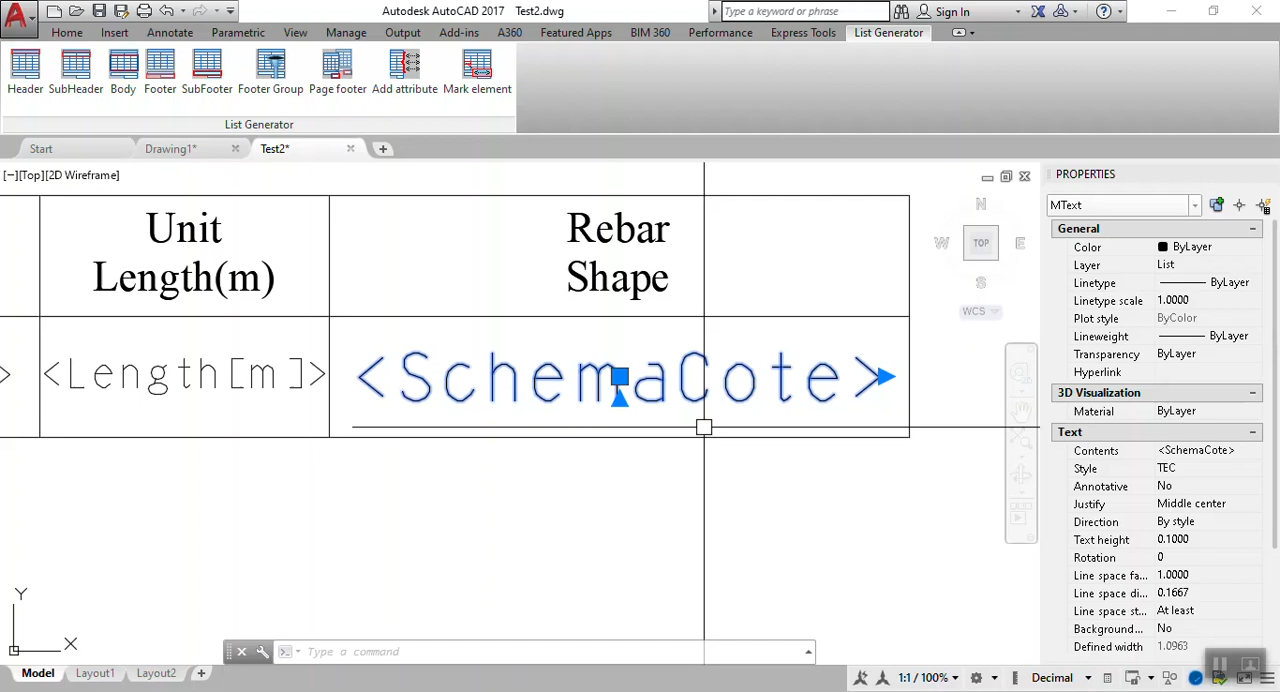 Autodesk AutoCAD 2017 Test2.dwg
Type a keyword or phrase
Sign In
Home Insert Annotate Parametric View Manage Output Add-ins A360 Featured Apps BIM 360 Performance Express Tools List Generator
Header SubHeader Body Footer SubFooter Footer Group Page footer Add attribute Mark element
List Generator
Start Drawing1* Test2*
[−][Top][2D Wireframe]
Unit
Length(m)
Rebar
Shape
> <Length[m]> <SchemaCote>
N
W TOP E
S
WCS
Y
X
PROPERTIES
MText
General
Color ByLayer
Layer List
Linetype ByLayer
Linetype scale 1.0000
Plot style ByColor
Lineweight ByLayer
Transparency ByLayer
Hyperlink
3D Visualization
Material ByLayer
Text
Contents <SchemaCote>
Style TEC
Annotative No
Justify Middle center
Direction By style
Text height 0.1000
Rotation 0
Line space fa... 1.0000
Line space di... 0.1667
Line space st... At least
Background... No
Defined width 1.0963
Type a command
Model Layout1 Layout2
1:1 / 100% Decimal